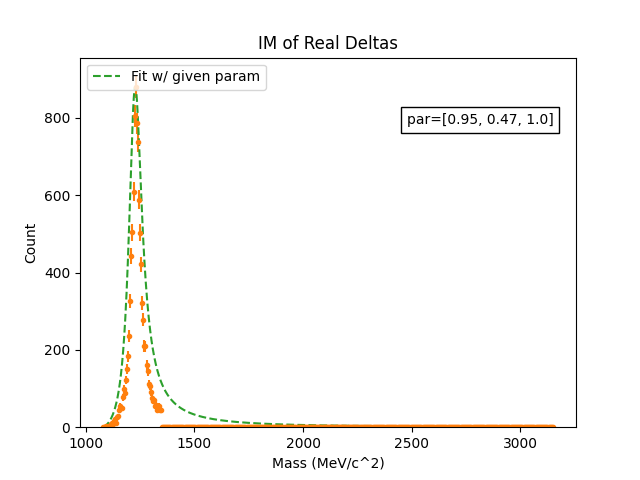 IM of Real Deltas
Fit w/ given param
par=[0.95, 0.47, 1.0]
Count
800
600
400
200
0
1000 1500 2000 2500 3000
Mass (MeV/c^2)